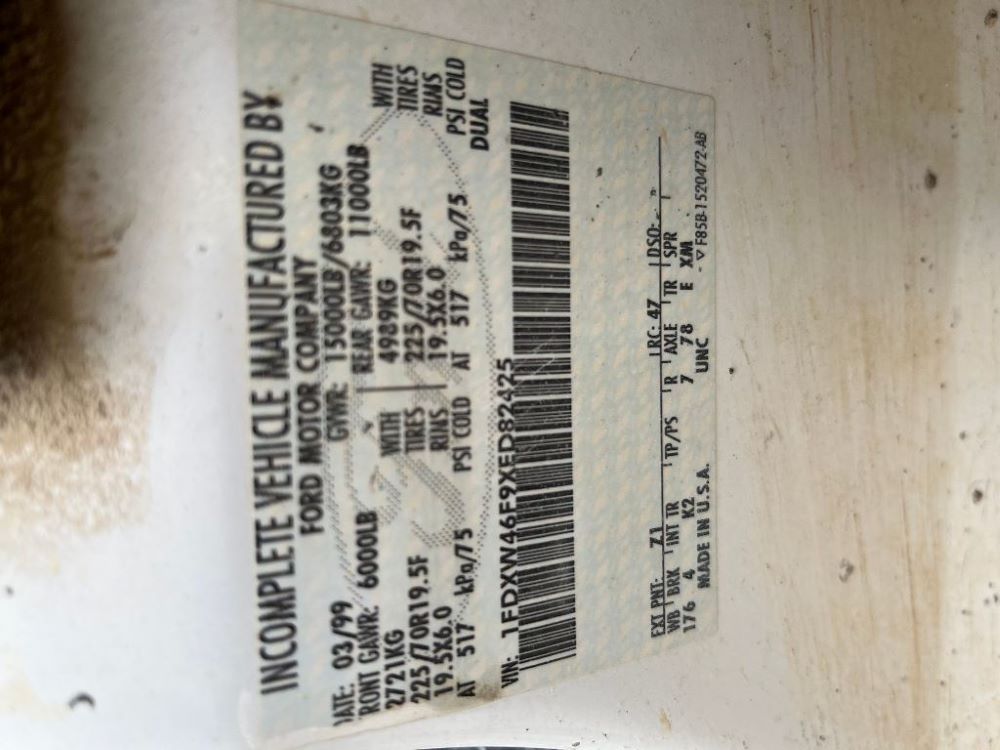 INCOMPLETE VEHICLE MANUFACTURED BY
FORD MOTOR COMPANY
DATE: 03/99 GVWR: 15000LB/6803KG
FRONT GAWR: 6000LB REAR GAWR: 11000LB
2721KG WITH 4989KG WITH
225/70R19.5F TIRES 225/70R19.5F TIRES
19.5X6.0 RIMS 19.5X6.0 RIMS
AT 517 kPa/75 PSI COLD AT 517 kPa/75 PSI COLD
DUAL
VIN: 1FDXW46F9XED82425
EXT PNT: Z1 RC: 47 DSO:
WB BRK INT TR TP/PS R AXLE TR SPR
176 4 K2 7 78 E XM
MADE IN U.S.A. UNC ▽ F85B-1520472-AB